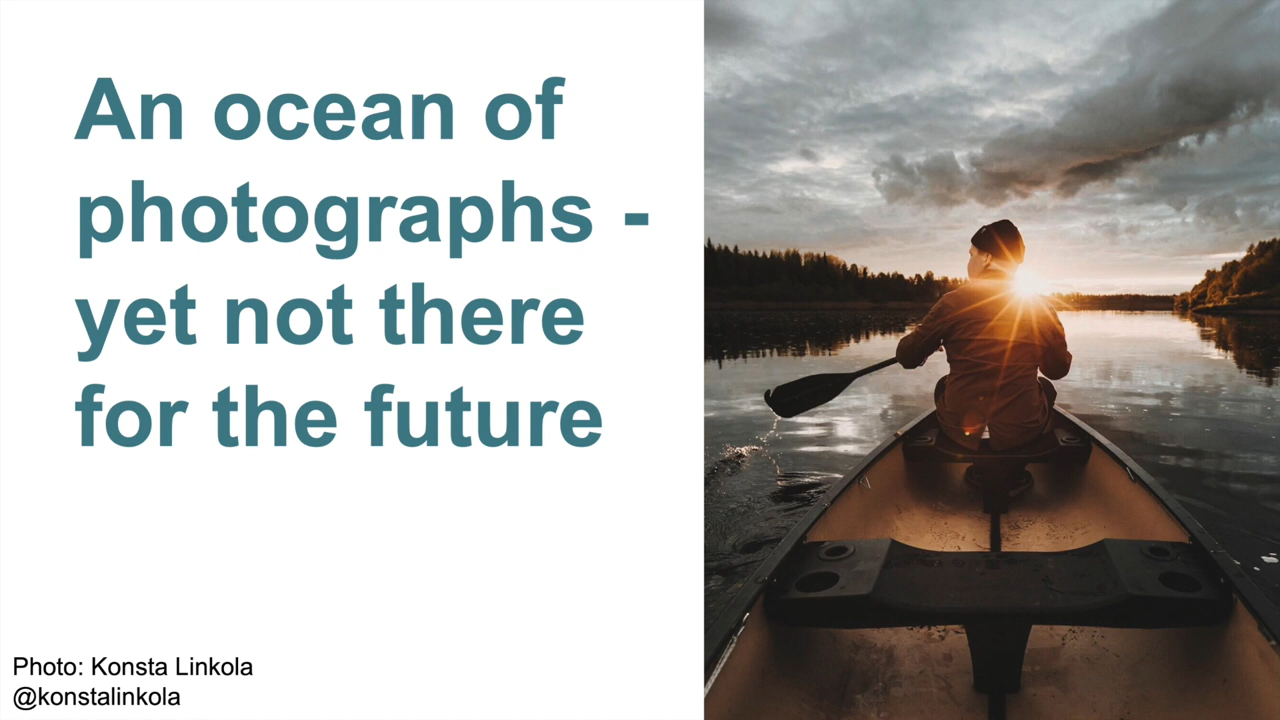 An ocean of
photographs -
yet not there
for the future
Photo: Konsta Linkola
@konstalinkola